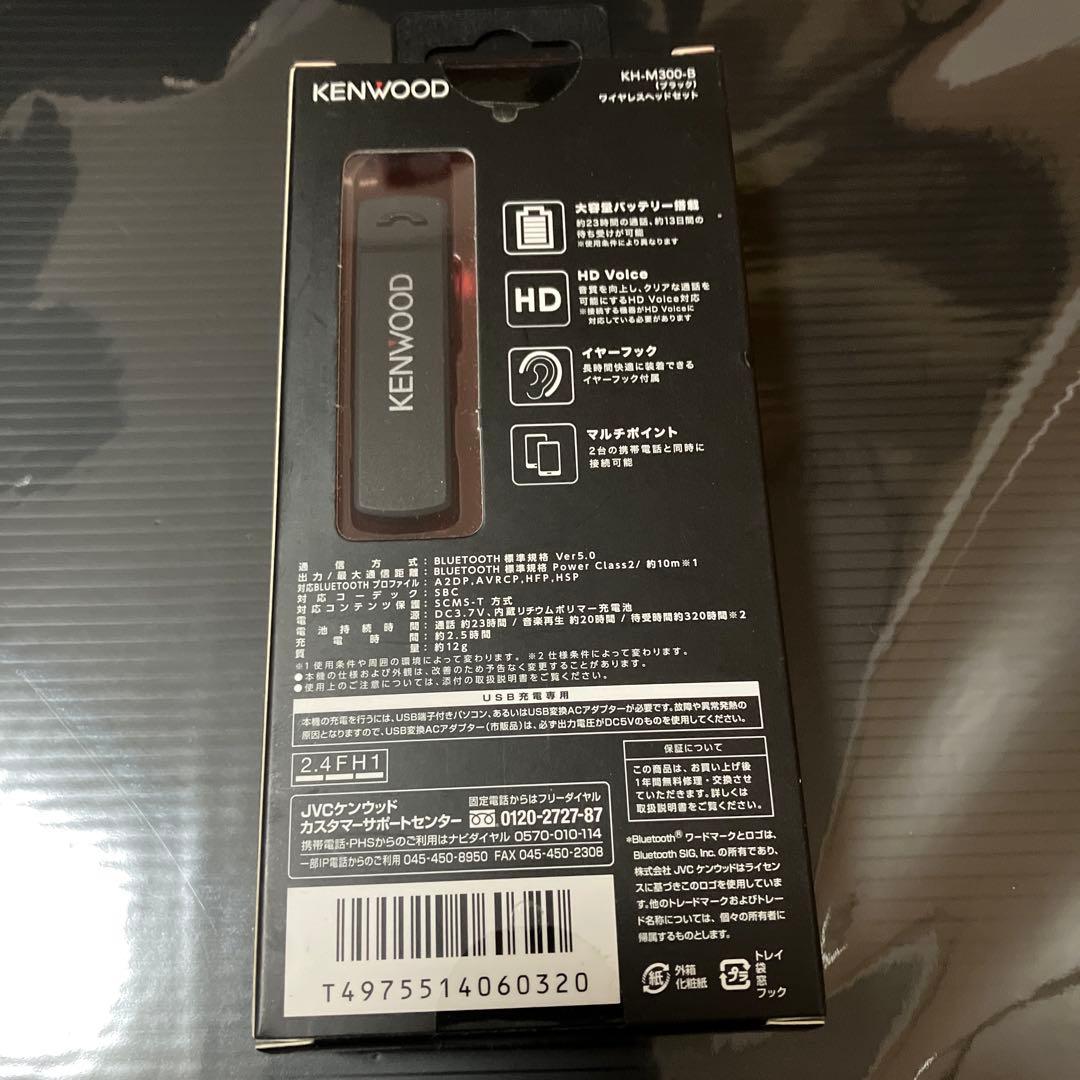 KENWOOD
KH-M300-B
(ブラック)
ワイヤレスヘッドセット
KENWOOD
大容量バッテリー搭載
約23時間の通話、約13日間の
待ち受けが可能
※使用条件により異なります
HD
HD Voice
音質を向上し、クリアな通話を
可能にするHD Voice対応
※接続する機器がHD Voiceに
対応している必要があります
イヤーフック
長時間快適に装着できる
イヤーフック付属
マルチポイント
2台の携帯電話と同時に
接続可能
通信方式:BLUETOOTH 標準規格 Ver5.0
出力/最大通信距離:BLUETOOTH 標準規格 Power Class2/ 約10m※1
対応BLUETOOTH プロファイル:A2DP,AVRCP,HFP,HSP
対応コーデック:SBC
対応コンテンツ保護:SCMS-T 方式
電源:DC3.7V、内蔵リチウムポリマー充電池
電池持続時間:通話 約23時間 / 音楽再生 約20時間 / 待受時間約320時間※2
充電時間:約2.5時間
質量:約12g
※1 使用条件や周囲の環境によって変わります。 ※2 仕様条件によって変わります。
●本機の仕様および外観は、改善のため予告なく変更することがあります。
●使用上のご注意については、添付の取扱説明書をご覧ください。
USB充電専用
本機の充電を行うには、USB端子付きパソコン、あるいはUSB変換ACアダプターが必要です。故障や異常発熱の
原因となりますので、USB変換ACアダプター(市販品)は、必ず出力電圧がDC5Vのものを使用してください。
2.4FH1
保証について
この商品は、お買い上げ後
1年間無料修理・交換させ
ていただきます。詳しくは
取扱説明書をご覧ください。
JVCケンウッド
カスタマーサポートセンター
固定電話からはフリーダイヤル
0120-2727-87
携帯電話・PHSからのご利用はナビダイヤル 0570-010-114
一部IP電話からのご利用 045-450-8950 FAX 045-450-2308
*Bluetooth® ワードマークとロゴは、
Bluetooth SIG, Inc. の所有であり、
株式会社 JVC ケンウッドはライセン
スに基づきこのロゴを使用していま
す。他のトレードマークおよびトレー
ド名称については、個々の所有者に
帰属するものとします。
T4975514060320
紙
外箱
化粧紙
プラ
トレイ
袋
窓
フック